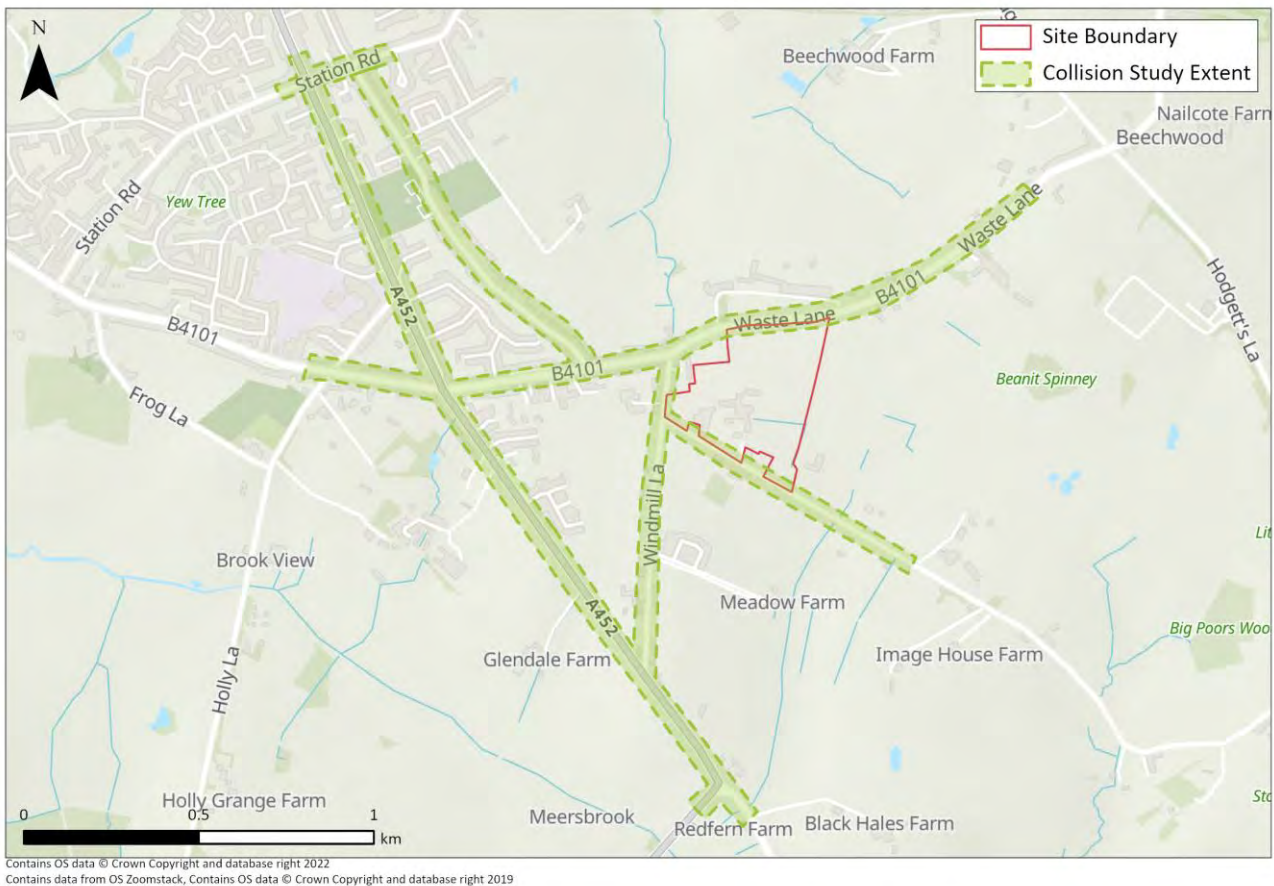 N
Site Boundary
Collision Study Extent
Station Rd
Beechwood Farm
Nailcote Farm
Beechwood
Yew Tree
Station Rd
Waste Lane
A452
B4101
Hodgett's La
B4101
Waste Lane
B4101
Beanit Spinney
Frog La
Windmill La
Brook View
Meadow Farm
A452
Big Poors Woo
Glendale Farm
Image House Farm
Holly La
Holly Grange Farm
Meersbrook
Redfern Farm
Black Hales Farm
0 0.5 1
km
Contains OS data © Crown Copyright and database right 2022
Contains data from OS Zoomstack, Contains OS data © Crown Copyright and database right 2019